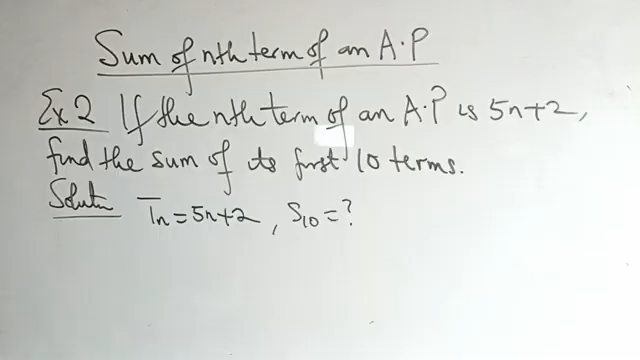 Sum of nth term of an A.P
Ex 2 If the nth term of an A.P is 5n+2,
find the sum of its first 10 terms.
Solutn Tn = 5n+2, S10 = ?